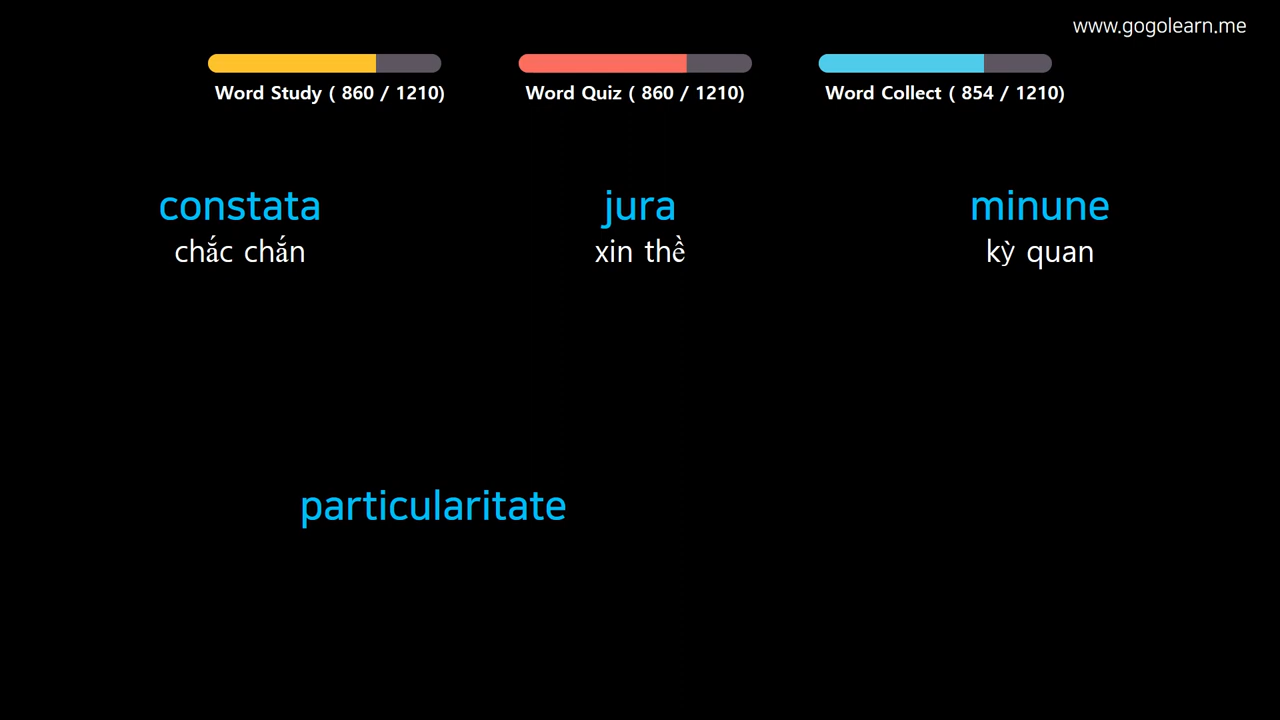 www.gogolearn.me
Word Study ( 860 / 1210)
Word Quiz ( 860 / 1210)
Word Collect ( 854 / 1210)
constata
chắc chắn
jura
xin thề
minune
kỳ quan
particularitate